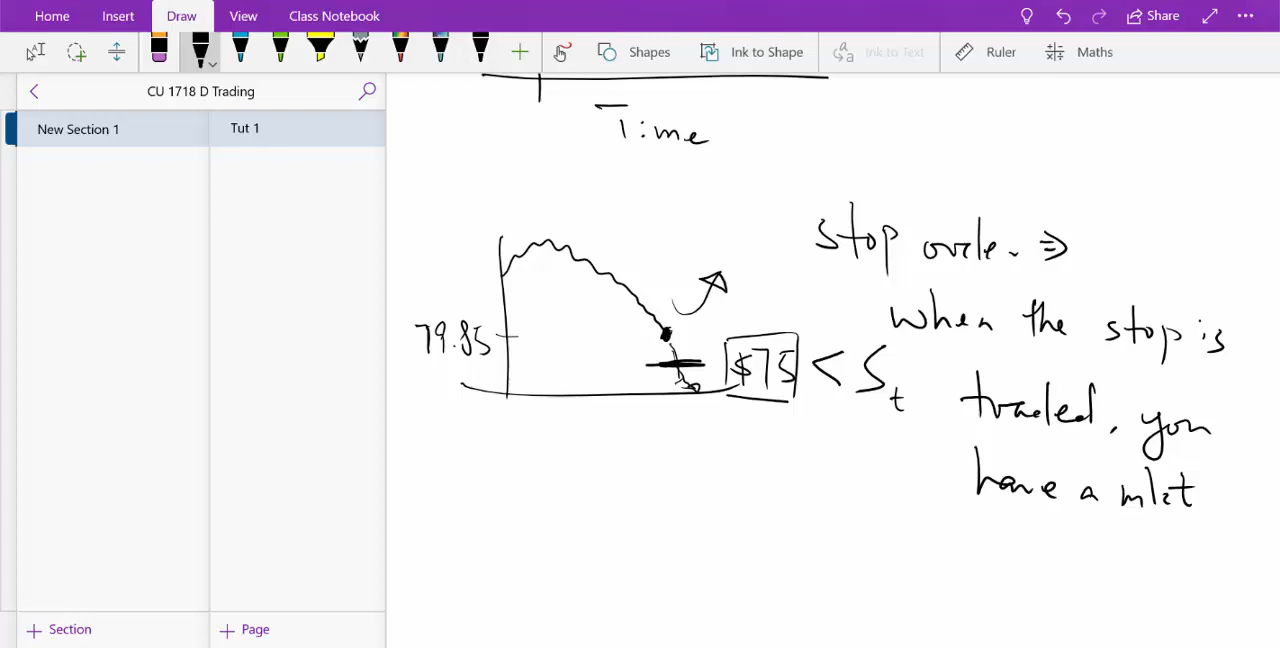 Home Insert Draw View Class Notebook Share
Shapes Ink to Shape Ink to Text Ruler Maths
CU 1718 D Trading
New Section 1 Tut 1
Time
stop order ⇒
when the stop is
79.85
$75 < St
traded, you
have a mkt
+ Section + Page